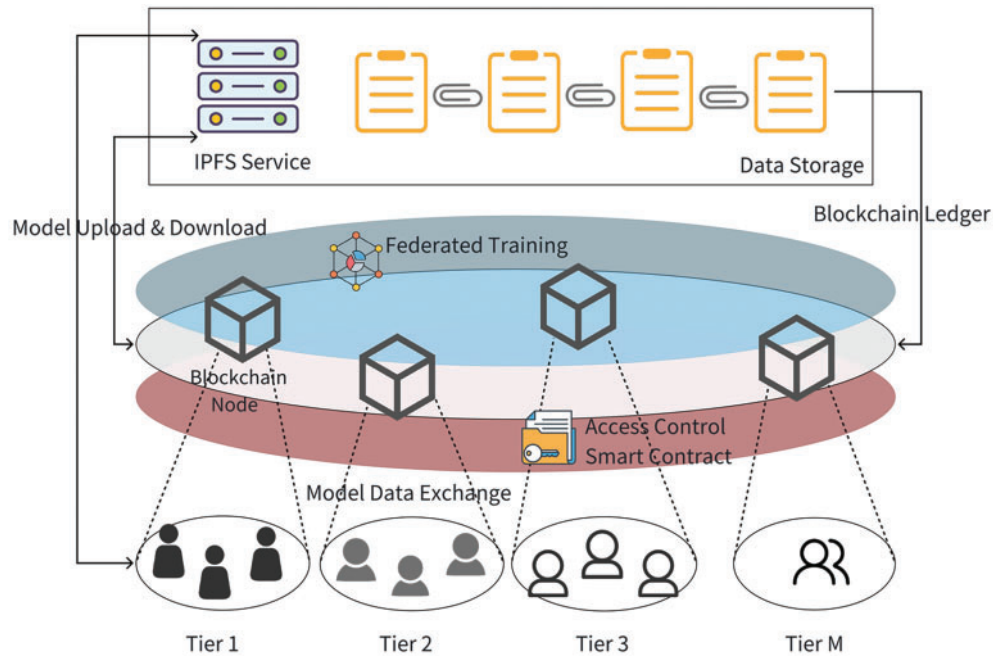 IPFS Service
Data Storage
Model Upload & Download
Blockchain Ledger
Federated Training
Blockchain
Node
Access Control
Smart Contract
Model Data Exchange
Tier 1
Tier 2
Tier 3
Tier M